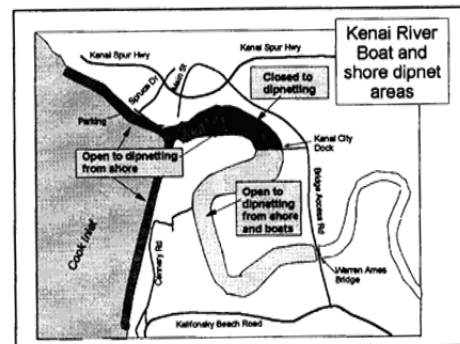 Kenai River
Boat and
shore dipnet
areas
Kenai Spur Hwy
Kenai Spur Hwy
Main St
Spruce Dr
Closed to
dipnetting
Parking
Kenai City
Dock
Open to dipnetting
from shore
Open to
dipnetting
from shore
and boats
Bridge Access Rd
Cook Inlet
Cannery Rd
Warren Ames
Bridge
Kalifonsky Beach Road